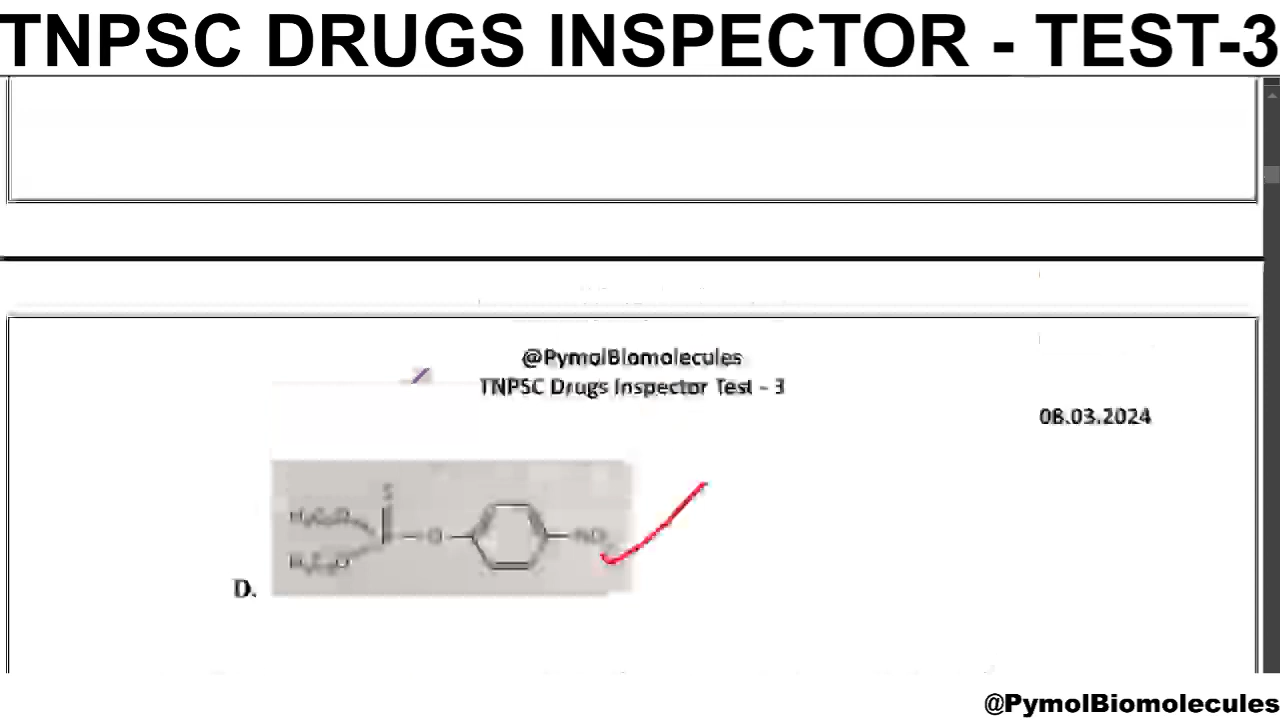 TNPSC DRUGS INSPECTOR - TEST-3
@PymolBiomolecules
TNPSC Drugs Inspector Test - 3
08.03.2024
D.
@PymolBiomolecules